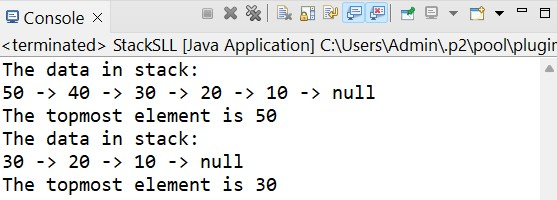 Console
<terminated> StackSLL [Java Application] C:\Users\Admin\.p2\pool\plugin
The data in stack:
50 -> 40 -> 30 -> 20 -> 10 -> null
The topmost element is 50
The data in stack:
30 -> 20 -> 10 -> null
The topmost element is 30